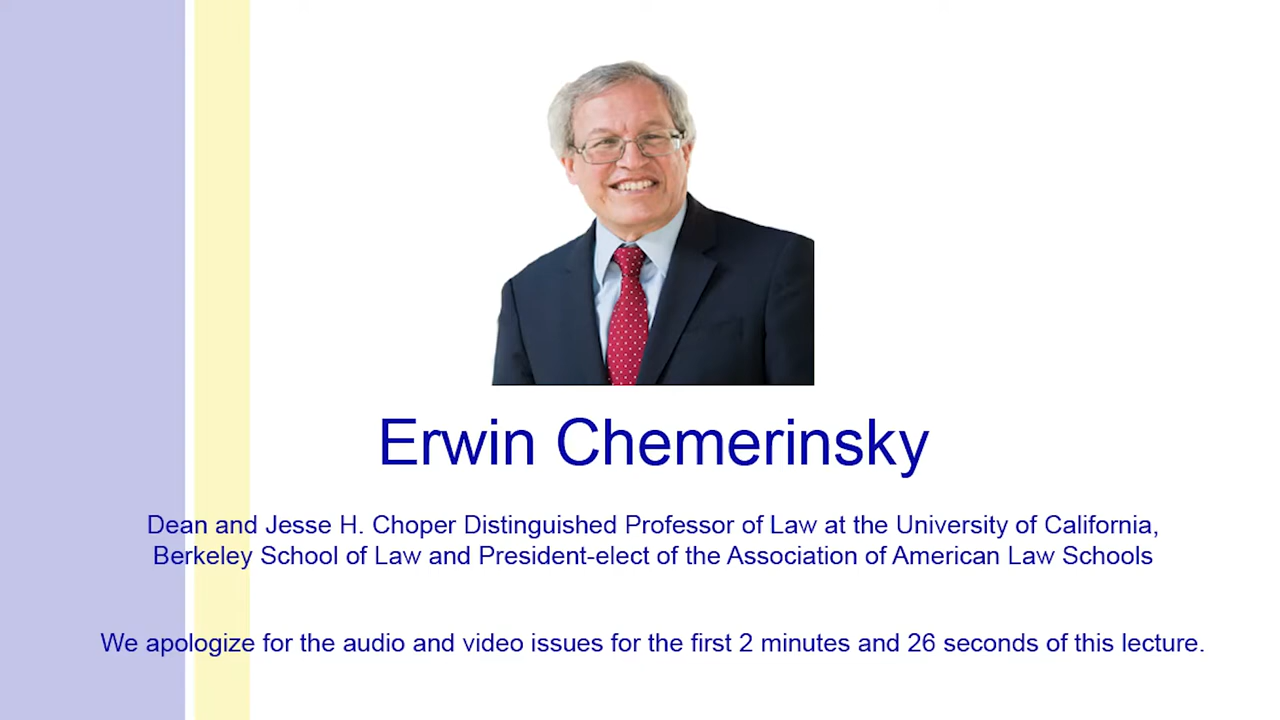 Erwin Chemerinsky
Dean and Jesse H. Choper Distinguished Professor of Law at the University of California,
Berkeley School of Law and President-elect of the Association of American Law Schools
We apologize for the audio and video issues for the first 2 minutes and 26 seconds of this lecture.